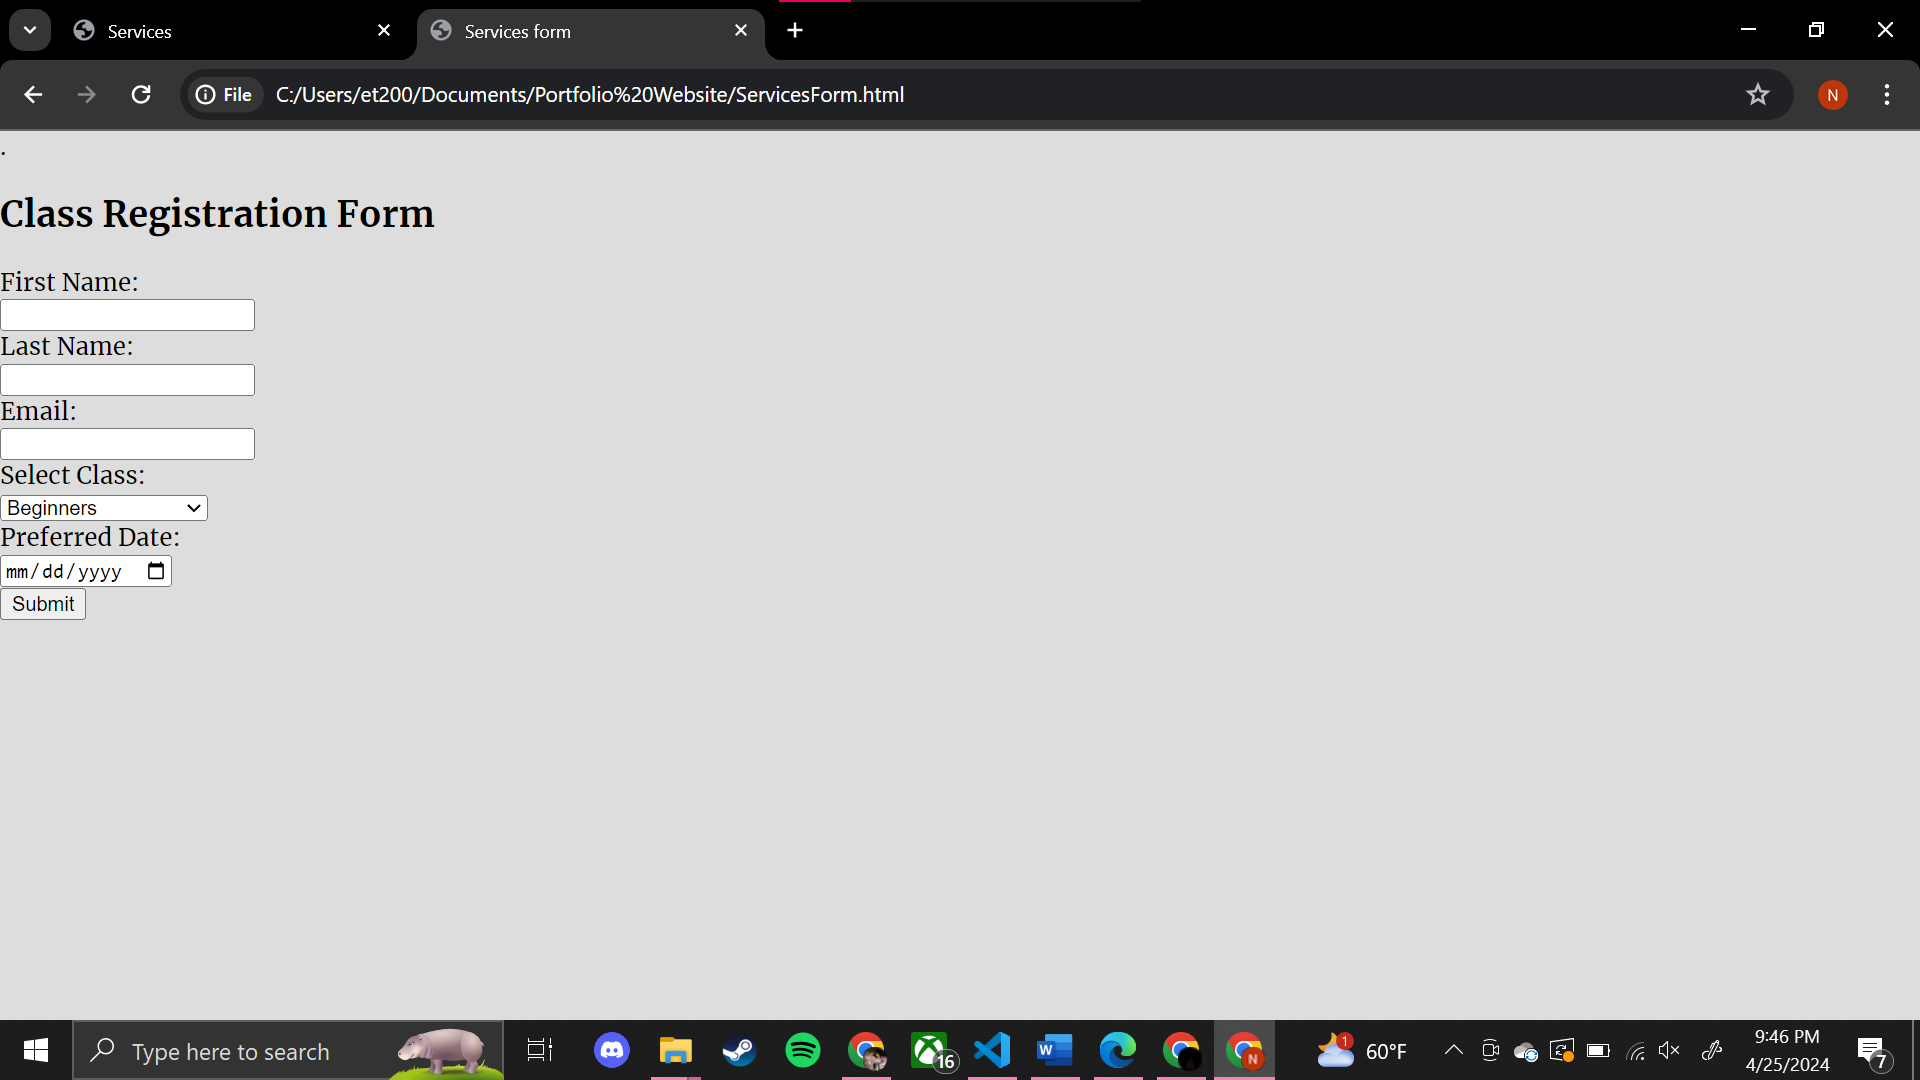 Services
Services form
File
C:/Users/et200/Documents/Portfolio%20Website/ServicesForm.html
N
.
Class Registration Form
First Name:
Last Name:
Email:
Select Class:
Beginners
Preferred Date:
mm/dd/yyyy
Submit
Type here to search
16
W
N
1
60°F
9:46 PM
4/25/2024
7